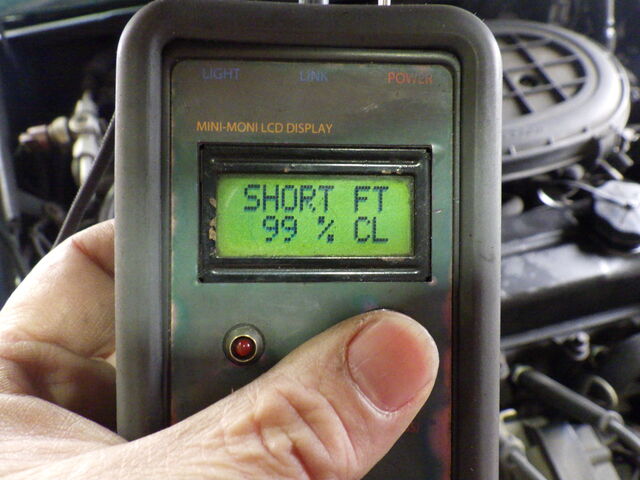 LIGHT LINK POWER
MINI-MONI LCD DISPLAY
SHORT FT
99 % CL